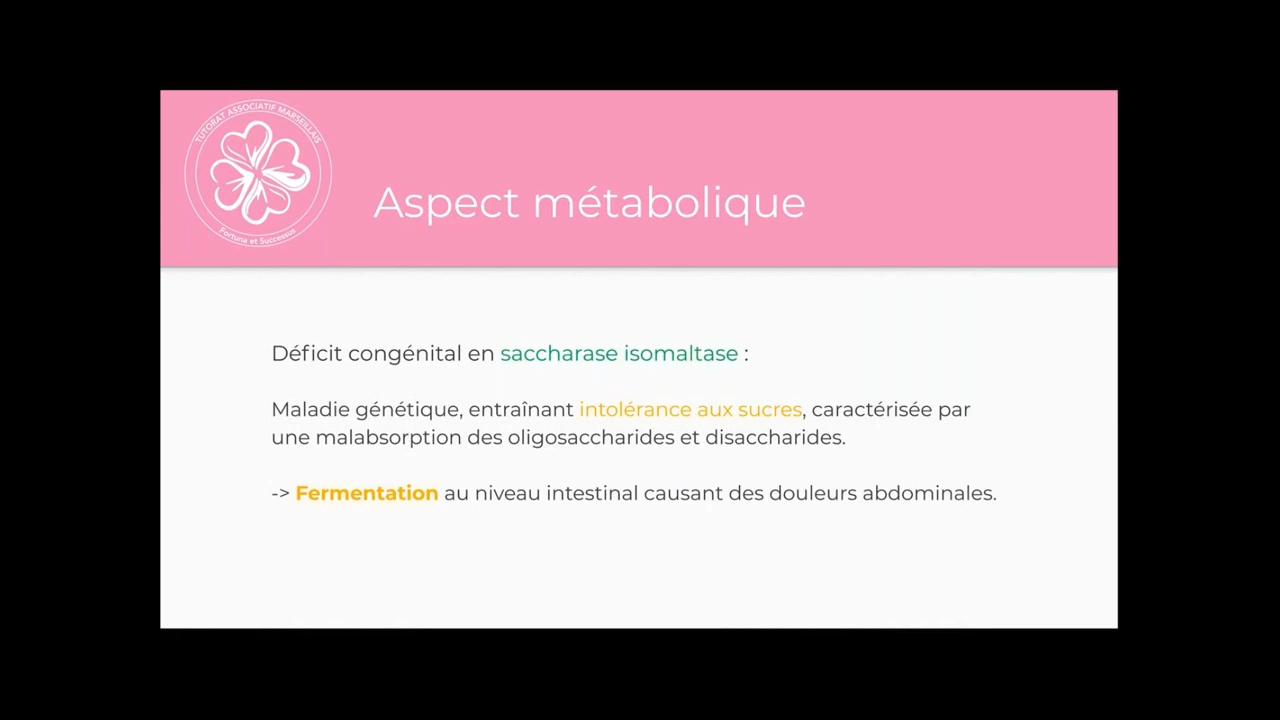 TUTORAT ASSOCIATIF MARSEILLAIS
Fortuna et Successus
Aspect métabolique
Déficit congénital en saccharase isomaltase :
Maladie génétique, entraînant intolérance aux sucres, caractérisée par
une malabsorption des oligosaccharides et disaccharides.
-> Fermentation au niveau intestinal causant des douleurs abdominales.